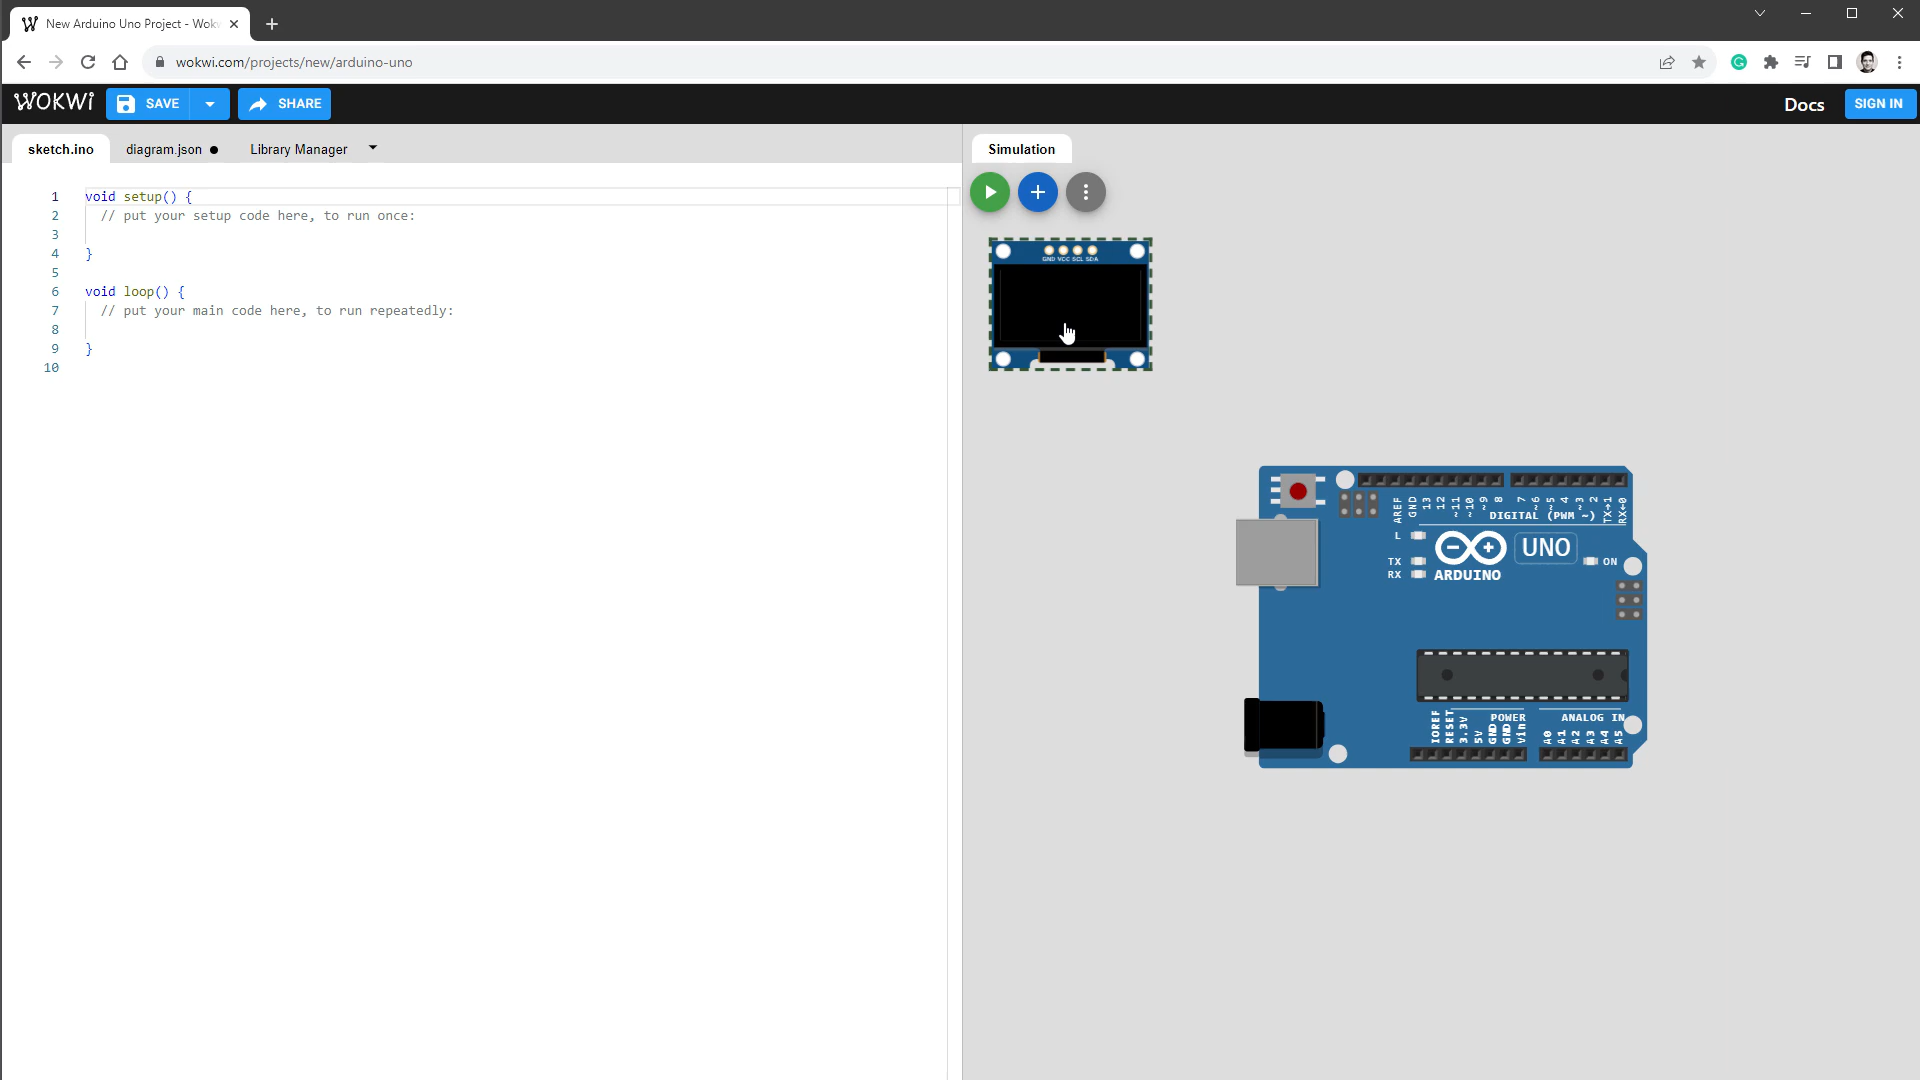 New Arduino Uno Project - Wokw
wokwi.com/projects/new/arduino-uno
WOKWI
SAVE
SHARE
Docs
SIGN IN
sketch.ino
diagram.json
Library Manager
Simulation
1 void setup() {
2 // put your setup code here, to run once:
3
4 }
5
6 void loop() {
7 // put your main code here, to run repeatedly:
8
9 }
10
GND VCC SCL SDA
AREF GND 13 12 ~11 ~10 ~9 8 7 ~6 ~5 4 ~3 2 TX→1 RX←0
DIGITAL (PWM ~)
L
UNO
TX
ON
RX
ARDUINO
POWER
ANALOG IN
IOREF RESET 3.3V 5V GND GND Vin A0 A1 A2 A3 A4 A5